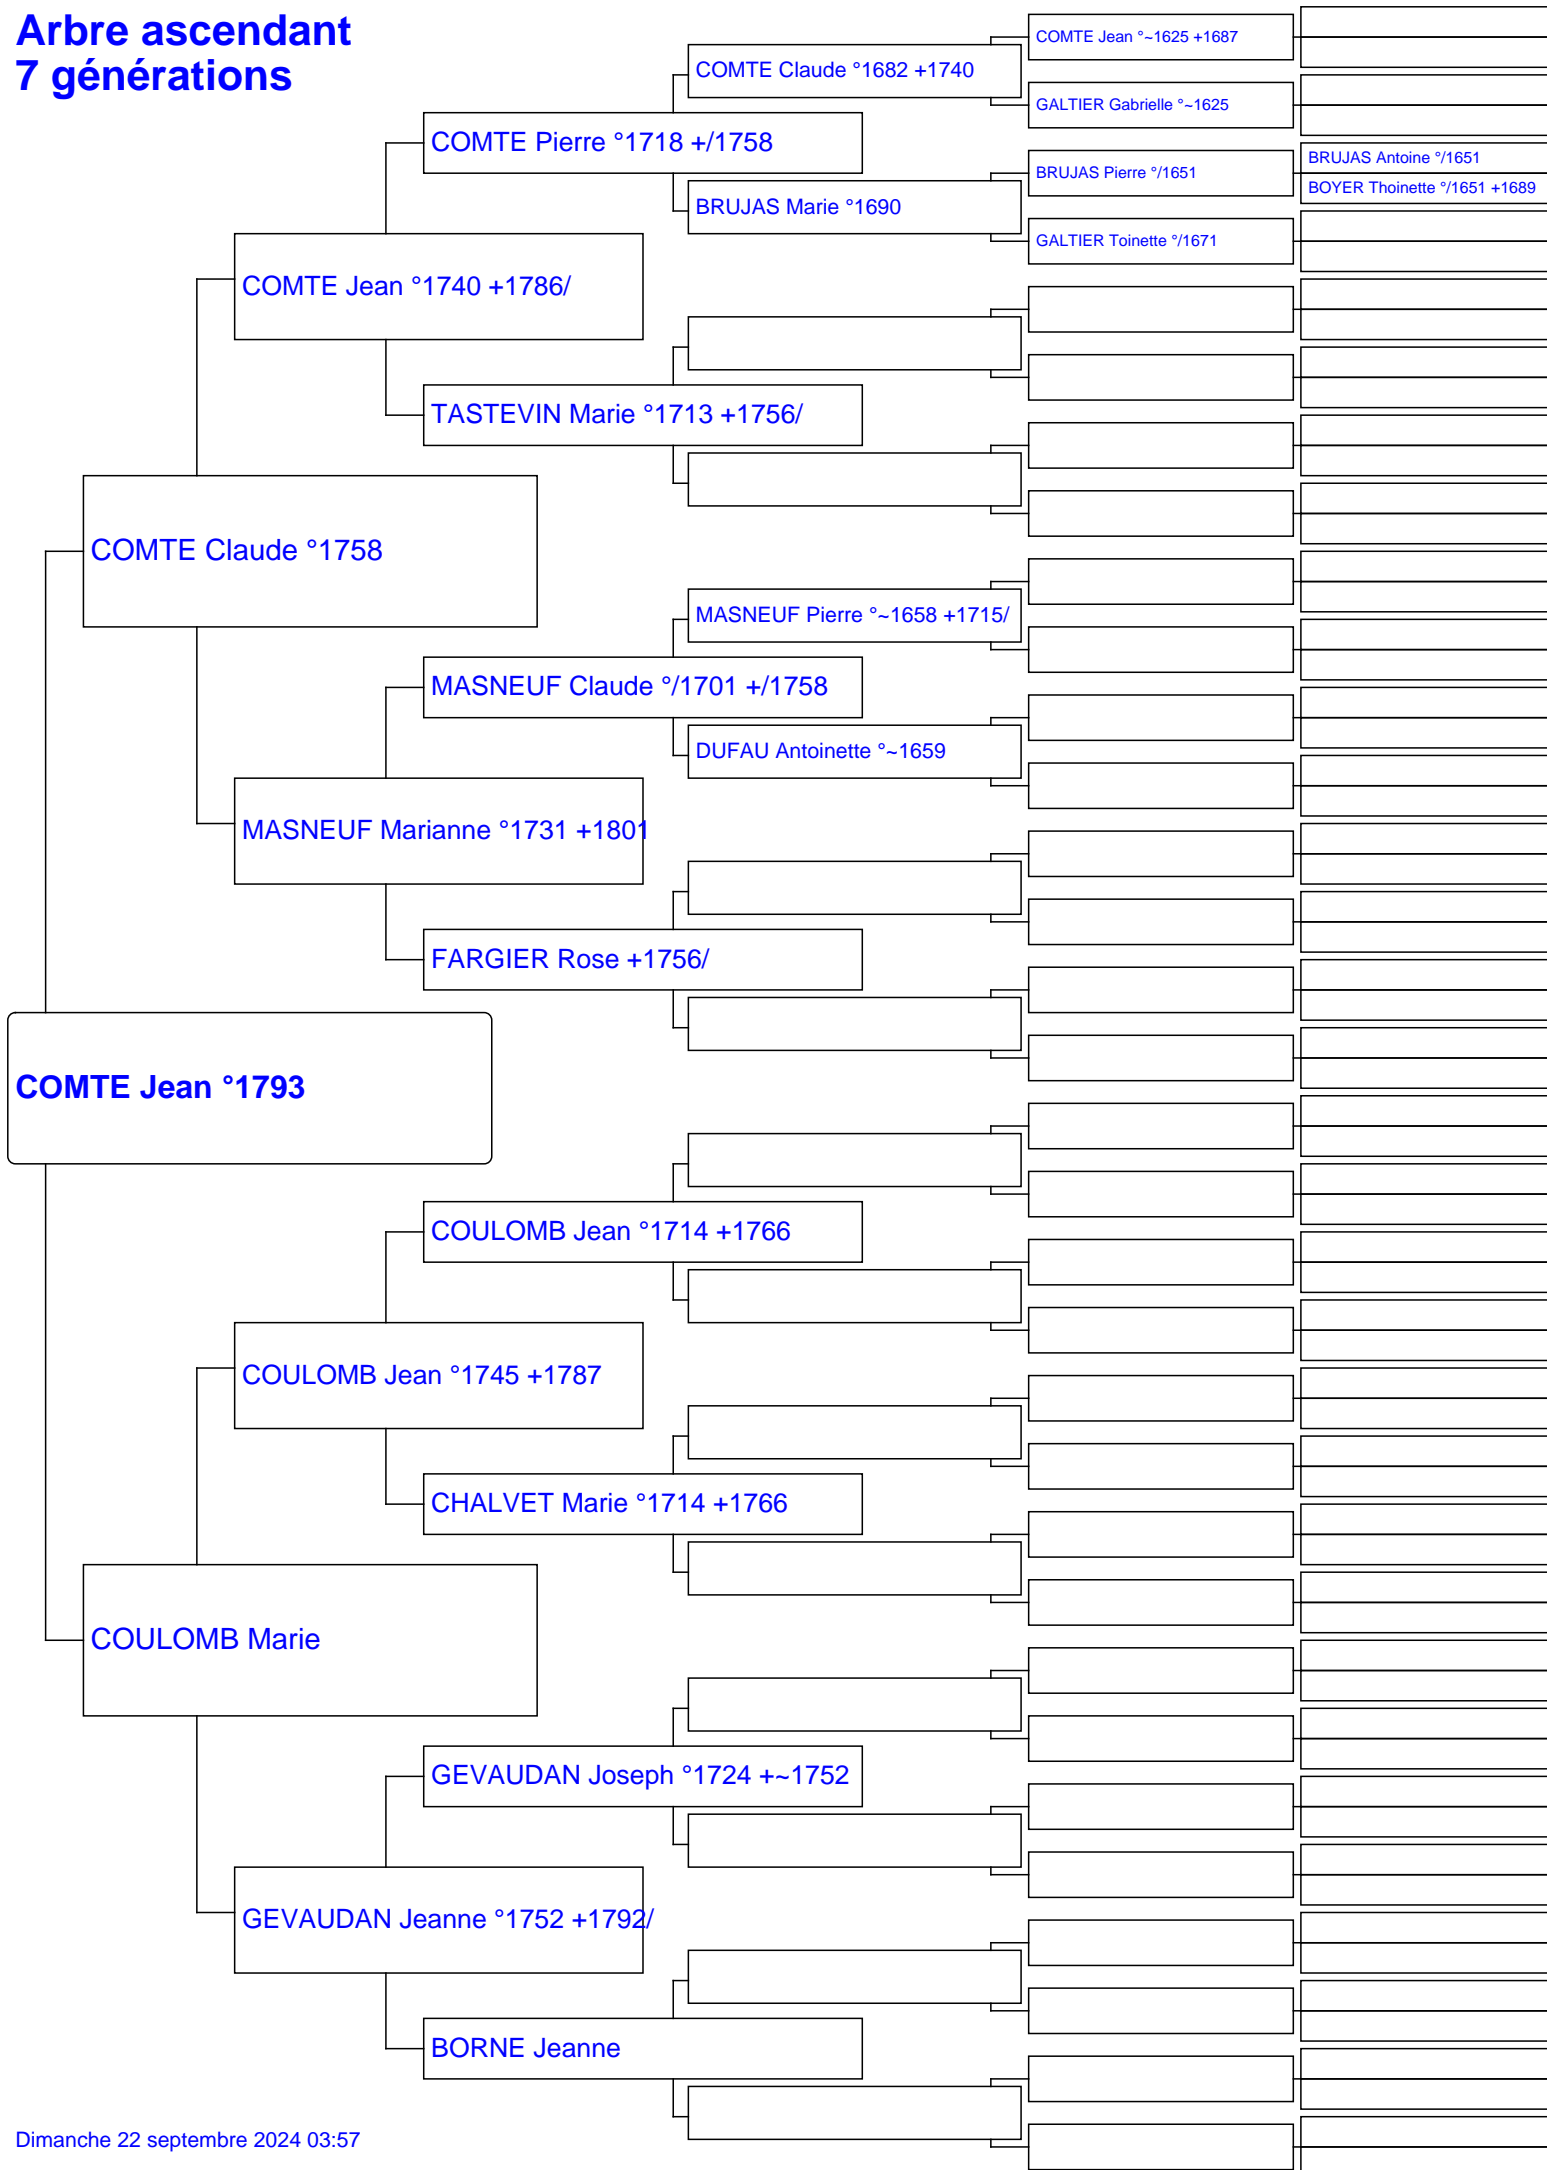 Arbre ascendant
7 générations
COMTE Jean °~1625 +1687
COMTE Claude °1682 +1740
GALTIER Gabrielle °~1625
COMTE Pierre °1718 +/1758
BRUJAS Antoine °/1651
BRUJAS Pierre °/1651
BOYER Thoinette °/1651 +1689
BRUJAS Marie °1690
GALTIER Toinette °/1671
COMTE Jean °1740 +1786/
TASTEVIN Marie °1713 +1756/
COMTE Claude °1758
MASNEUF Pierre °~1658 +1715/
MASNEUF Claude °/1701 +/1758
DUFAU Antoinette °~1659
MASNEUF Marianne °1731 +1801
FARGIER Rose +1756/
COMTE Jean °1793
COULOMB Jean °1714 +1766
COULOMB Jean °1745 +1787
CHALVET Marie °1714 +1766
COULOMB Marie
GEVAUDAN Joseph °1724 +~1752
GEVAUDAN Jeanne °1752 +1792/
BORNE Jeanne
Dimanche 22 septembre 2024 03:57